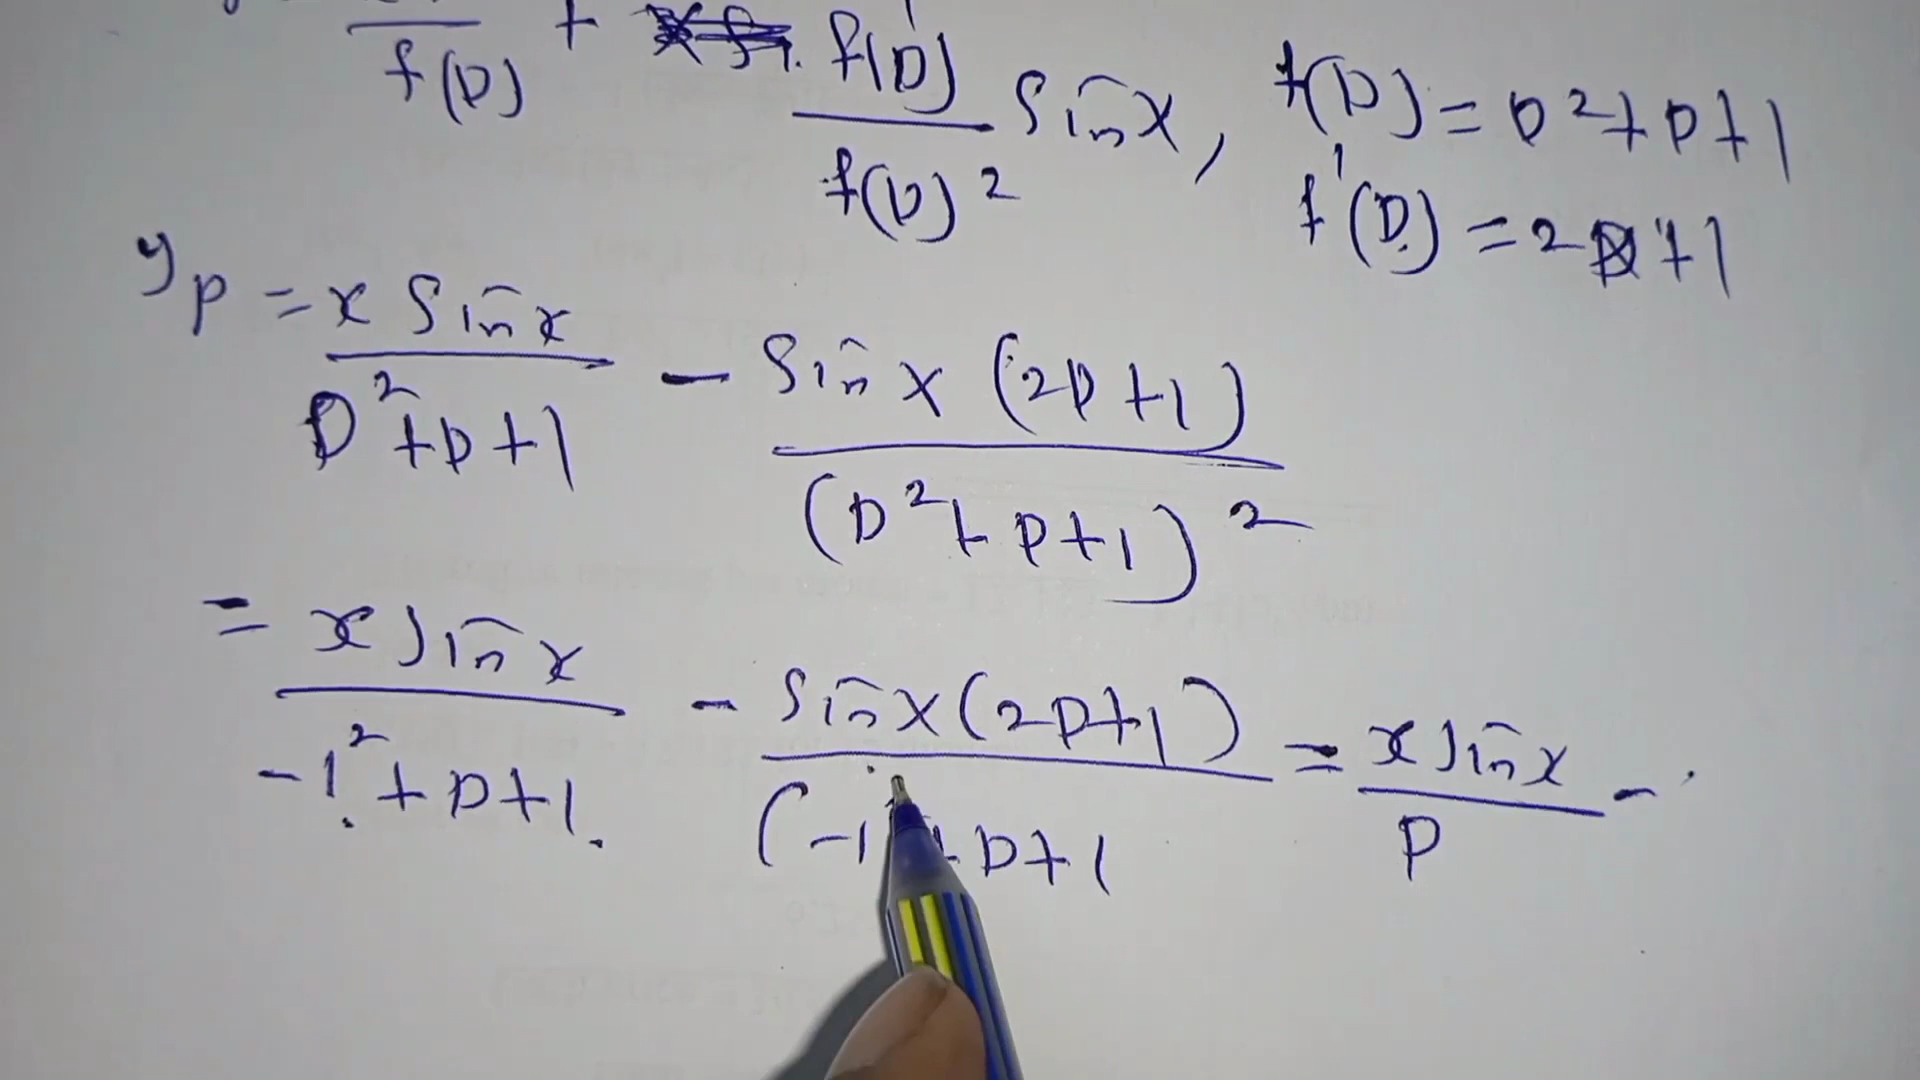 f(D) + f'(D) / f(D)² sin x, f(D) = D² + D + 1
f'(D) = 2D + 1
y_p = x sin x / (D² + D + 1) - sin x (2D + 1) / (D² + D + 1)²
= x sin x / (-1² + D + 1) - sin x (2D + 1) / (-1² + D + 1 = x sin x / D -